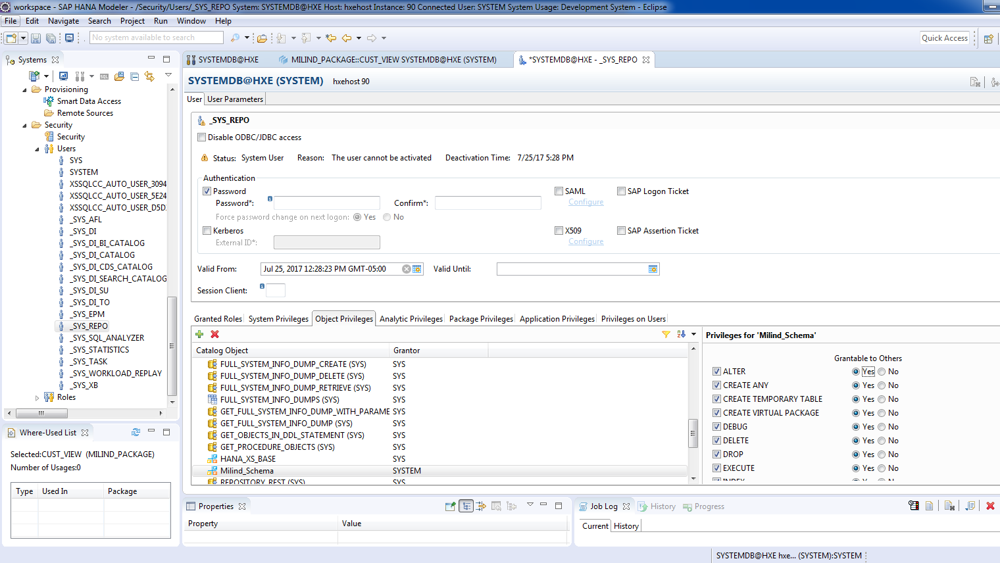 workspace - SAP HANA Modeler - /Security/Users/_SYS_REPO System: SYSTEMDB@HXE Host: hxehost Instance: 90 Connected User: SYSTEM System Usage: Development System - Eclipse
File Edit Navigate Search Project Run Window Help
No system available to search
Quick Access
Systems
Provisioning
Smart Data Access
Remote Sources
Security
Security
Users
SYS
SYSTEM
XSSQLCC_AUTO_USER_3094
XSSQLCC_AUTO_USER_5E24
XSSQLCC_AUTO_USER_D5D
_SYS_AFL
_SYS_DI
_SYS_DI_BI_CATALOG
_SYS_DI_CATALOG
_SYS_DI_CDS_CATALOG
_SYS_DI_SEARCH_CATALOG
_SYS_DI_SU
_SYS_DI_TO
_SYS_EPM
_SYS_REPO
_SYS_SQL_ANALYZER
_SYS_STATISTICS
_SYS_TASK
_SYS_WORKLOAD_REPLAY
_SYS_XB
Roles
Where-Used List
Selected:CUST_VIEW (MILIND_PACKAGE)
Number of Usages:0
Type Used In Package
SYSTEMDB@HXE MILIND_PACKAGE::CUST_VIEW SYSTEMDB@HXE (SYSTEM) *SYSTEMDB@HXE - _SYS_REPO
SYSTEMDB@HXE (SYSTEM) hxehost 90
User User Parameters
_SYS_REPO
Disable ODBC/JDBC access
Status: System User Reason: The user cannot be activated Deactivation Time: 7/25/17 5:28 PM
Authentication
Password SAML SAP Logon Ticket
Password*: Confirm*: Configure
Force password change on next logon: Yes No
Kerberos X509 SAP Assertion Ticket
External ID*: Configure
Valid From: Jul 25, 2017 12:28:23 PM GMT-05:00 Valid Until:
Session Client:
Granted Roles System Privileges Object Privileges Analytic Privileges Package Privileges Application Privileges Privileges on Users
Catalog Object Grantor
FULL_SYSTEM_INFO_DUMP_CREATE (SYS) SYS
FULL_SYSTEM_INFO_DUMP_DELETE (SYS) SYS
FULL_SYSTEM_INFO_DUMP_RETRIEVE (SYS) SYS
FULL_SYSTEM_INFO_DUMPS (SYS) SYS
GET_FULL_SYSTEM_INFO_DUMP_WITH_PARAME SYS
GET_FULL_SYSTEM_INFO_DUMP (SYS) SYS
GET_OBJECTS_IN_DDL_STATEMENT (SYS) SYS
GET_PROCEDURE_OBJECTS (SYS) SYS
HANA_XS_BASE SYS
Milind_Schema SYSTEM
REPOSITORY_REST (SYS) SYS
Privileges for 'Milind_Schema'
Grantable to Others
ALTER Yes No
CREATE ANY Yes No
CREATE TEMPORARY TABLE Yes No
CREATE VIRTUAL PACKAGE Yes No
DEBUG Yes No
DELETE Yes No
DROP Yes No
EXECUTE Yes No
INDEX Yes No
Properties
Property Value
Job Log History Progress
Current History
SYSTEMDB@HXE hxe... (SYSTEM):SYSTEM